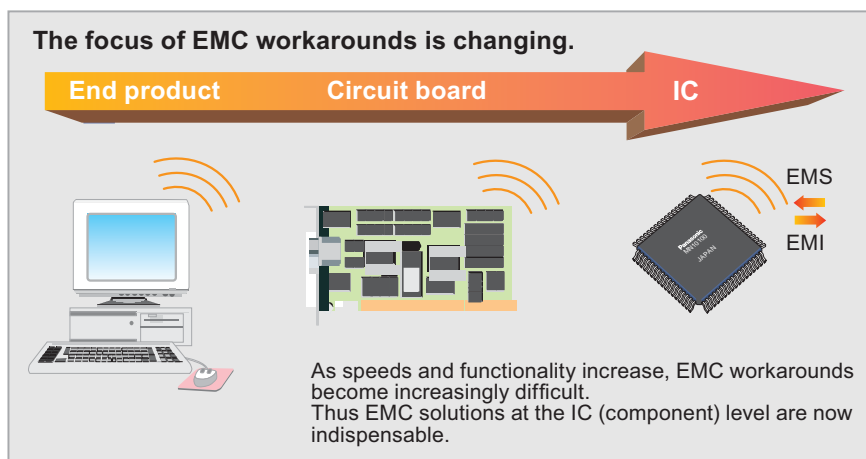 The focus of EMC workarounds is changing.
End product
Circuit board
IC
EMS
EMI
Panasonic
MN10100
JAPAN
As speeds and functionality increase, EMC workarounds
become increasingly difficult.
Thus EMC solutions at the IC (component) level are now
indispensable.